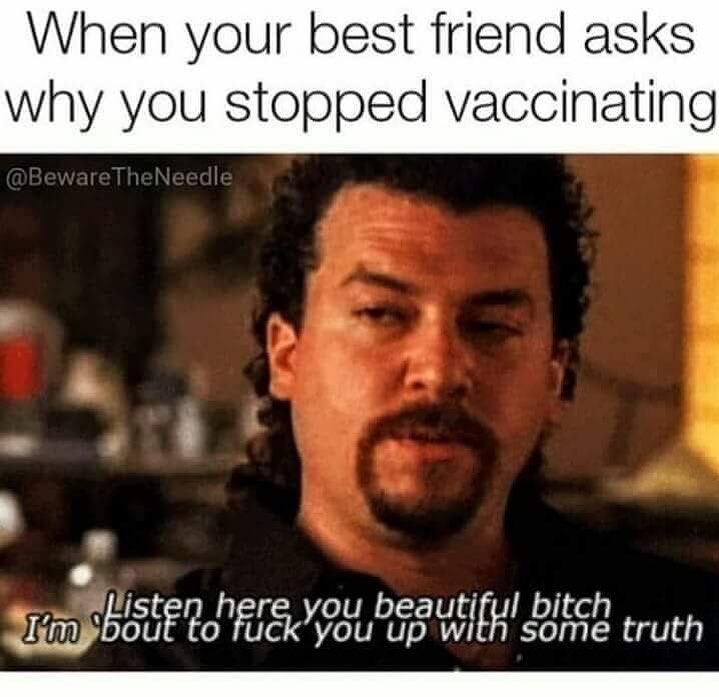 When your best friend asks
why you stopped vaccinating
@BewareTheNeedle
Listen here you beautiful bitch
I'm 'bout to fuck you up with some truth